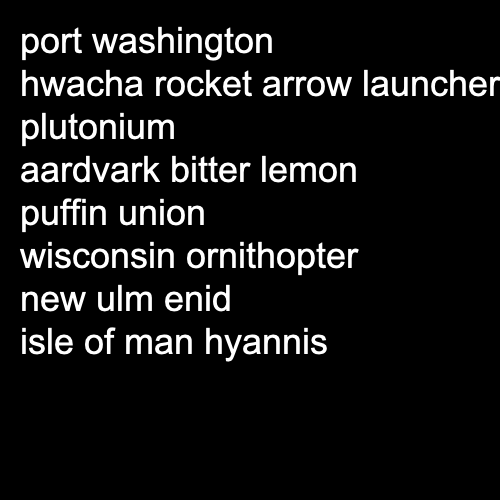 port washington
hwacha rocket arrow launcher
plutonium
aardvark bitter lemon
puffin union
wisconsin ornithopter
new ulm enid
isle of man hyannis